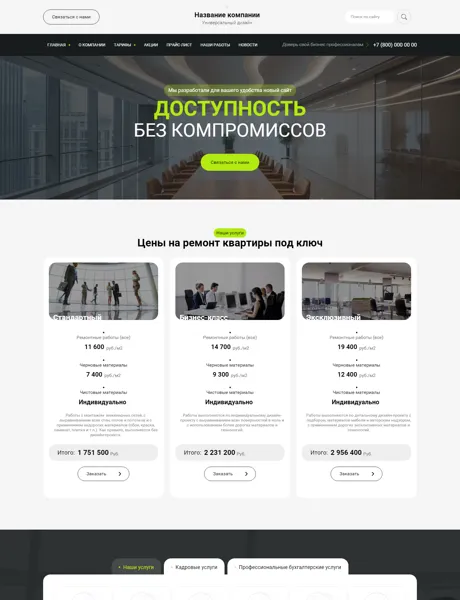 Связаться с нами
Название компании
Универсальный дизайн
Поиск по сайту
ГЛАВНАЯ
О КОМПАНИИ
ТАРИФЫ
АКЦИИ
ПРАЙС-ЛИСТ
НАШИ РАБОТЫ
НОВОСТИ
Доверь свой бизнес профессионалам
+7 (800) 000 00 00
Мы разработали для вашего удобства новый сайт
ДОСТУПНОСТЬ
БЕЗ КОМПРОМИССОВ
Связаться с нами
Наши услуги
Цены на ремонт квартиры под ключ
Стандартный
Ремонтные работы (все)
11 600 руб./м2
Черновые материалы
7 400 руб./м2
Чистовые материалы
Индивидуально
Итого: 1 751 500 Руб.
Заказать
Бизнес-класс
Ремонтные работы (все)
14 700 руб./м2
Черновые материалы
9 300 руб./м2
Чистовые материалы
Индивидуально
Итого: 2 231 200 Руб.
Заказать
Эксклюзивный
Ремонтные работы (все)
19 400 руб./м2
Черновые материалы
12 400 руб./м2
Чистовые материалы
Индивидуально
Итого: 2 956 400 Руб.
Заказать
Наши услуги
Кадровые услуги
Профессиональные бухгалтерские услуги